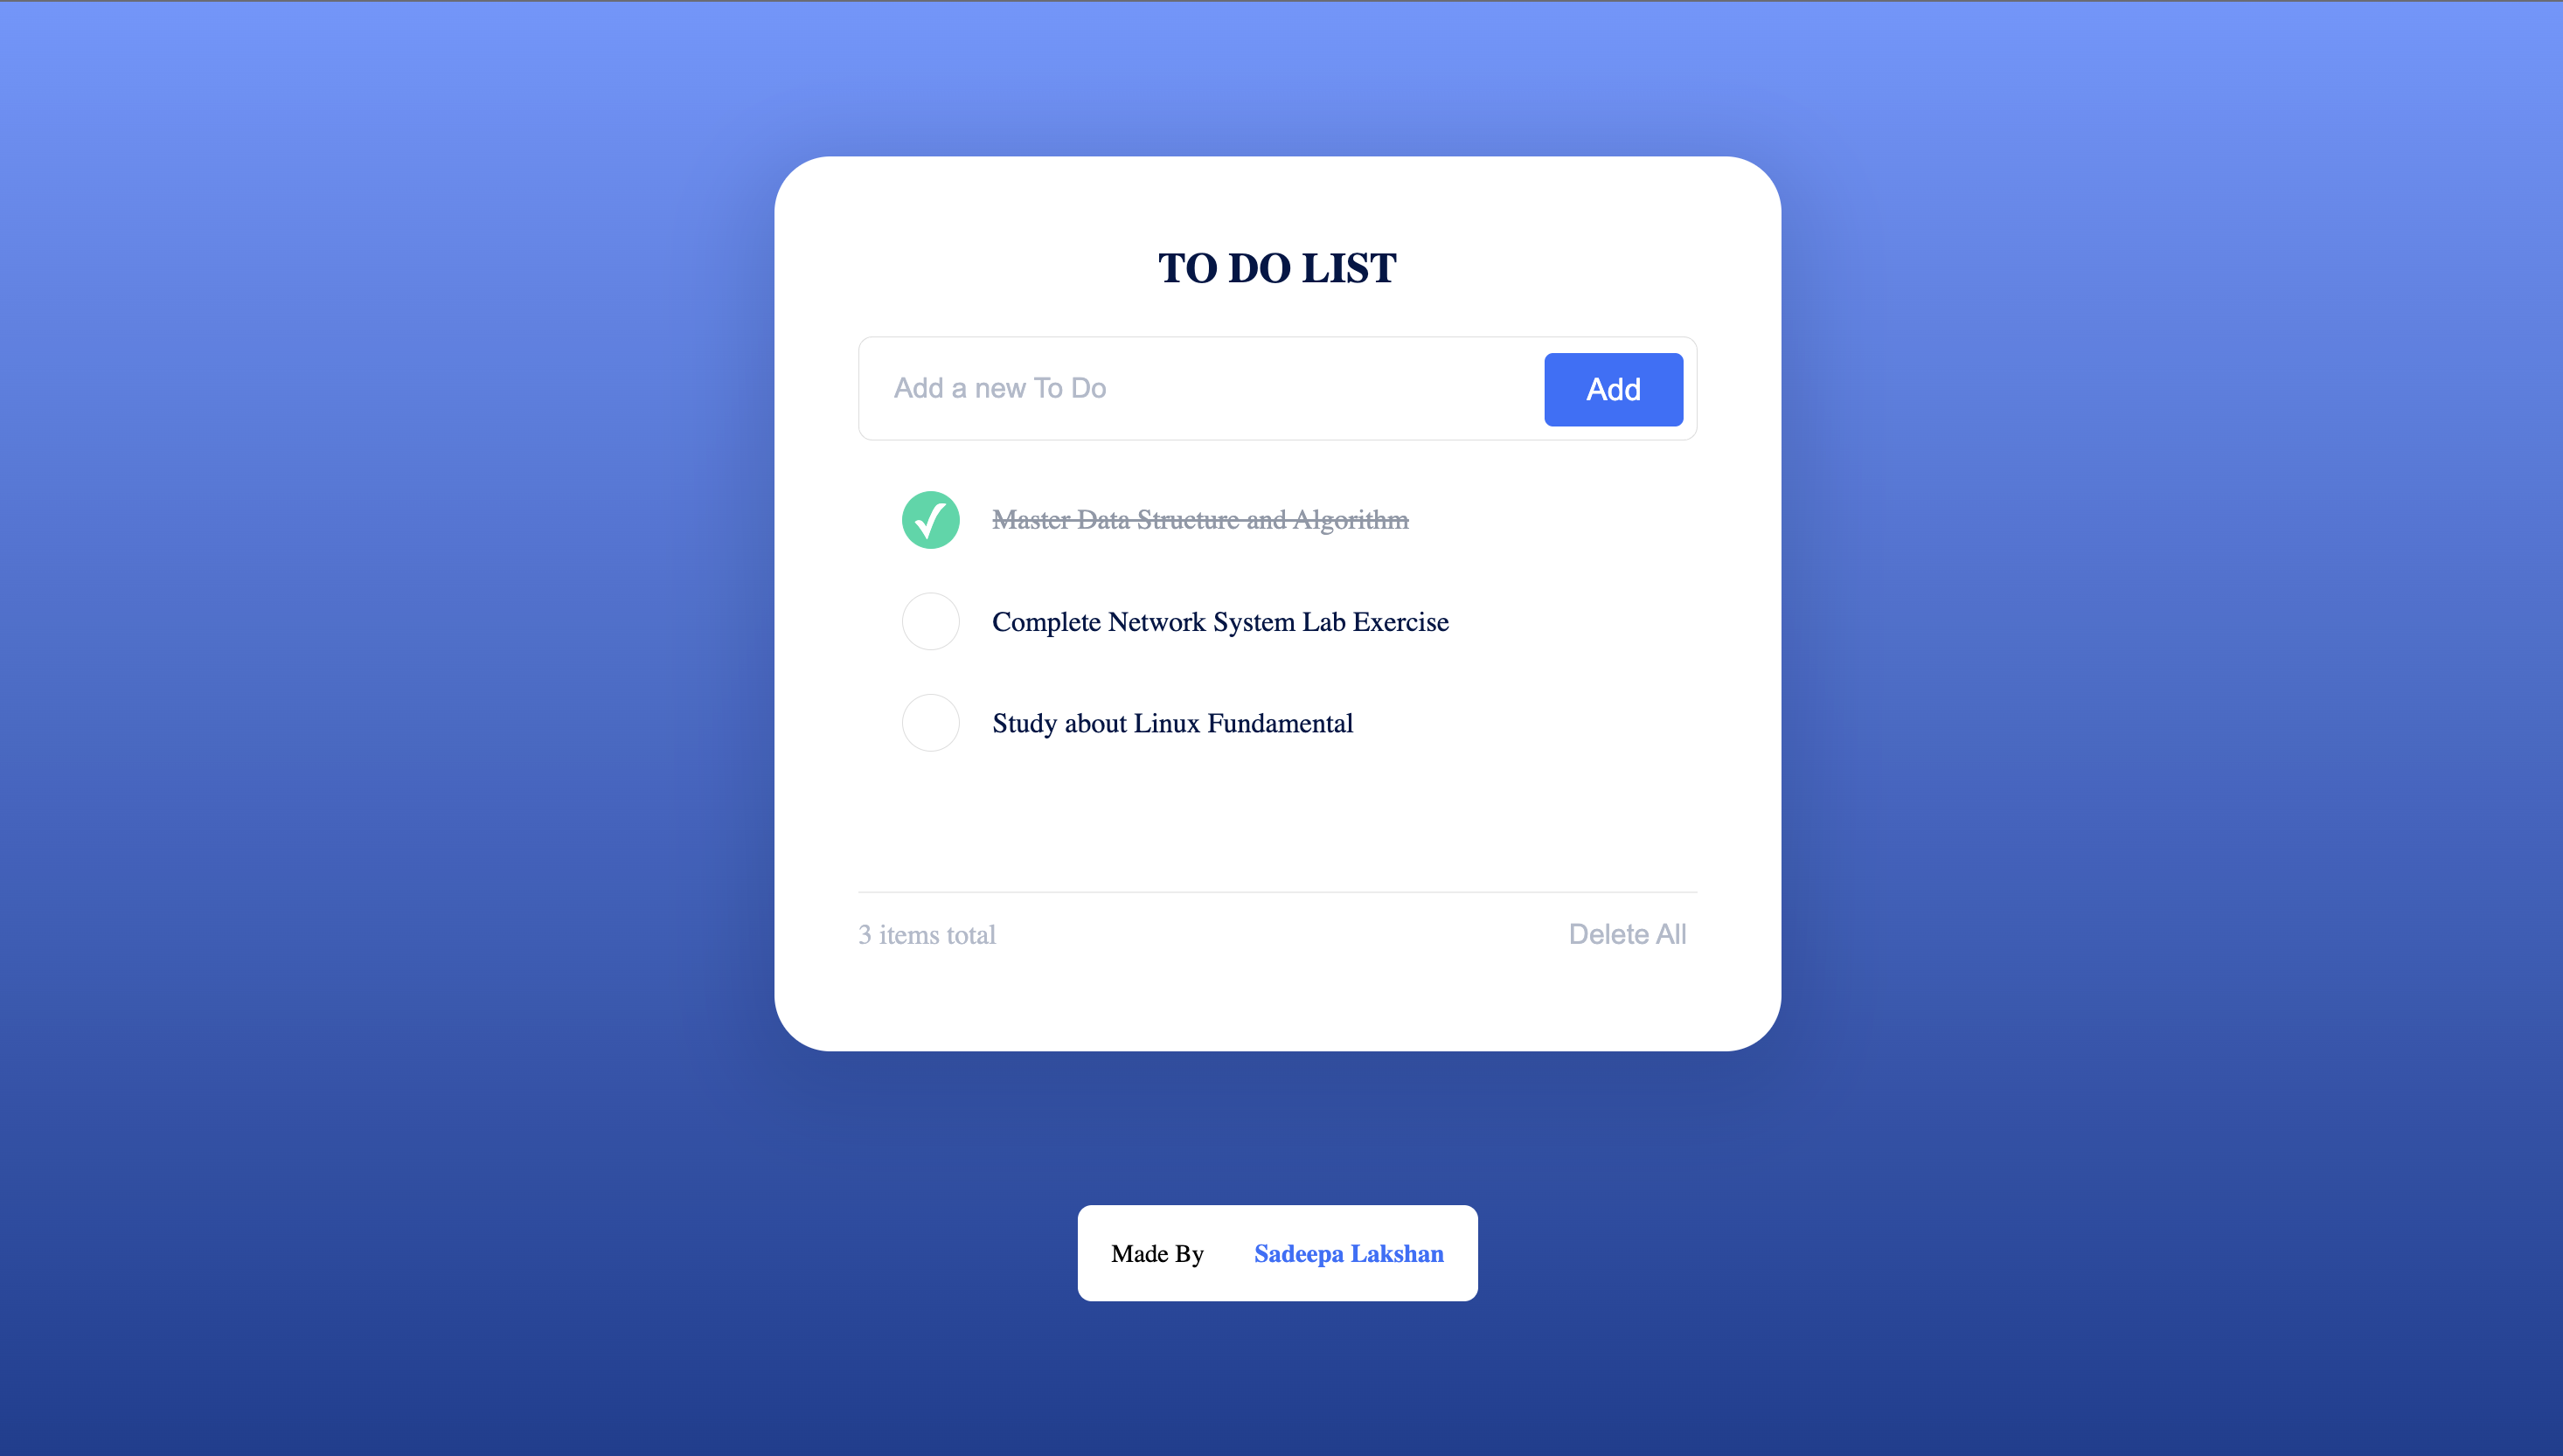 TO DO LIST
Add a new To Do
Add
Master Data Structure and Algorithm
Complete Network System Lab Exercise
Study about Linux Fundamental
3 items total
Delete All
Made By Sadeepa Lakshan